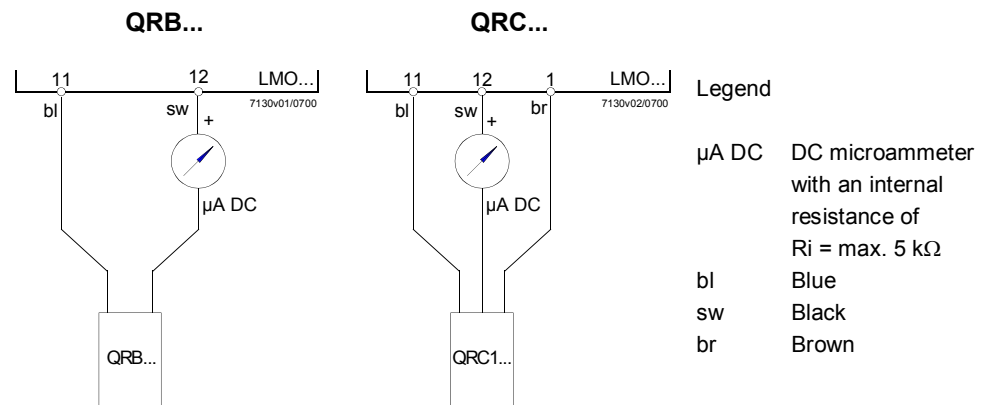 QRB...
11
12
LMO...
7130v01/0700
bl
sw
+
µA DC
QRB...
QRC...
11
12
1
LMO...
7130v02/0700
bl
sw
+
br
µA DC
QRC1...
Legend
µA DC DC microammeter
with an internal
resistance of
Ri = max. 5 kΩ
bl Blue
sw Black
br Brown